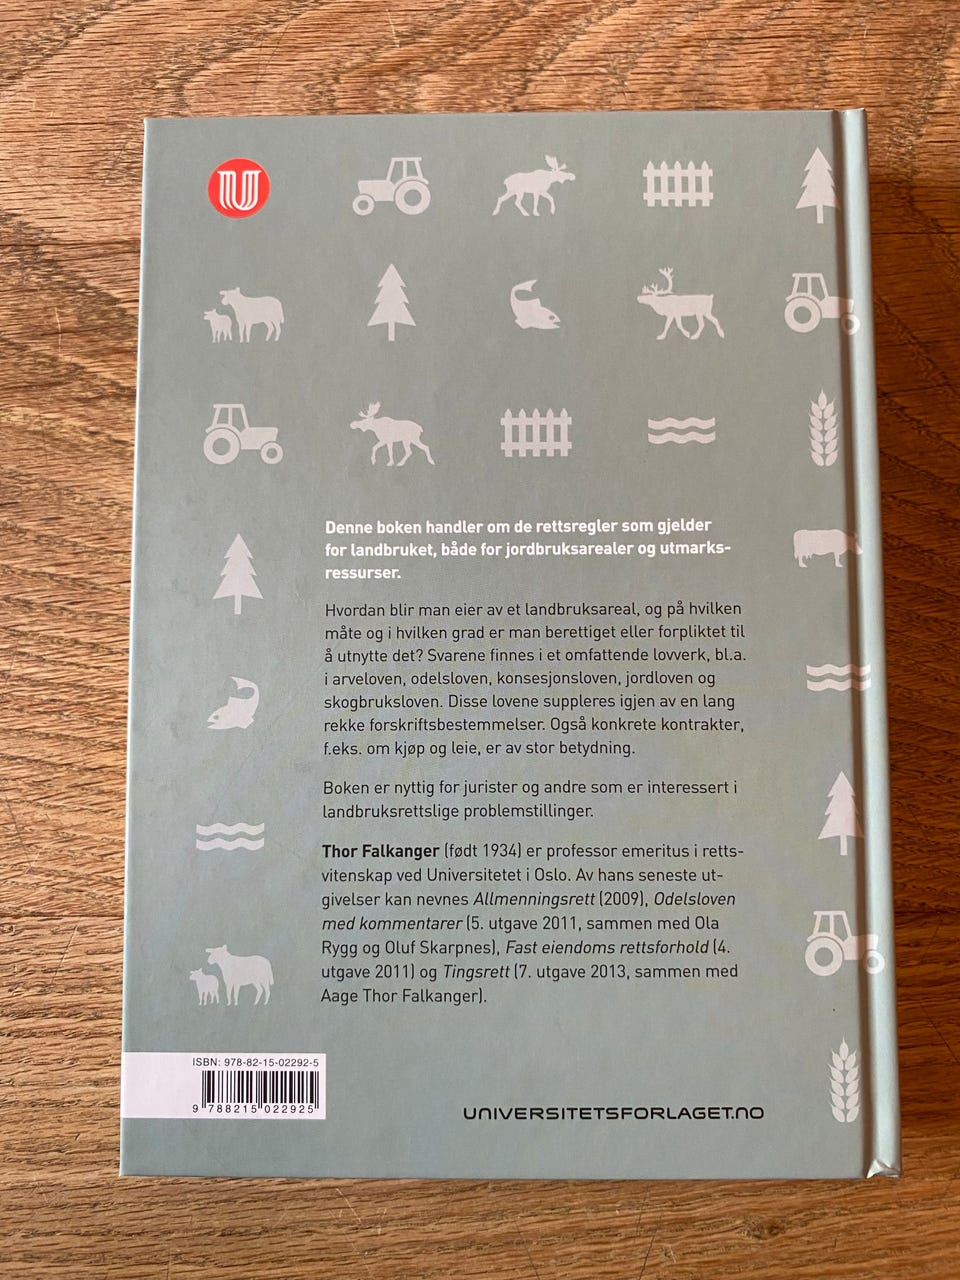 U
Denne boken handler om de rettsregler som gjelder
for landbruket, både for jordbruksarealer og utmarks-
ressurser.
Hvordan blir man eier av et landbruksareal, og på hvilken
måte og i hvilken grad er man berettiget eller forpliktet til
å utnytte det? Svarene finnes i et omfattende lovverk, bl.a.
i arveloven, odelsloven, konsesjonsloven, jordloven og
skogbruksloven. Disse lovene suppleres igjen av en lang
rekke forskriftsbestemmelser. Også konkrete kontrakter,
f.eks. om kjøp og leie, er av stor betydning.
Boken er nyttig for jurister og andre som er interessert i
landbruksrettslige problemstillinger.
Thor Falkanger (født 1934) er professor emeritus i retts-
vitenskap ved Universitetet i Oslo. Av hans seneste ut-
givelser kan nevnes Allmenningsrett (2009), Odelsloven
med kommentarer (5. utgave 2011, sammen med Ola
Rygg og Oluf Skarpnes), Fast eiendoms rettsforhold (4.
utgave 2011) og Tingsrett (7. utgave 2013, sammen med
Aage Thor Falkanger).
ISBN: 978-82-15-02292-5
9 788215 022925
UNIVERSITETSFORLAGET.NO